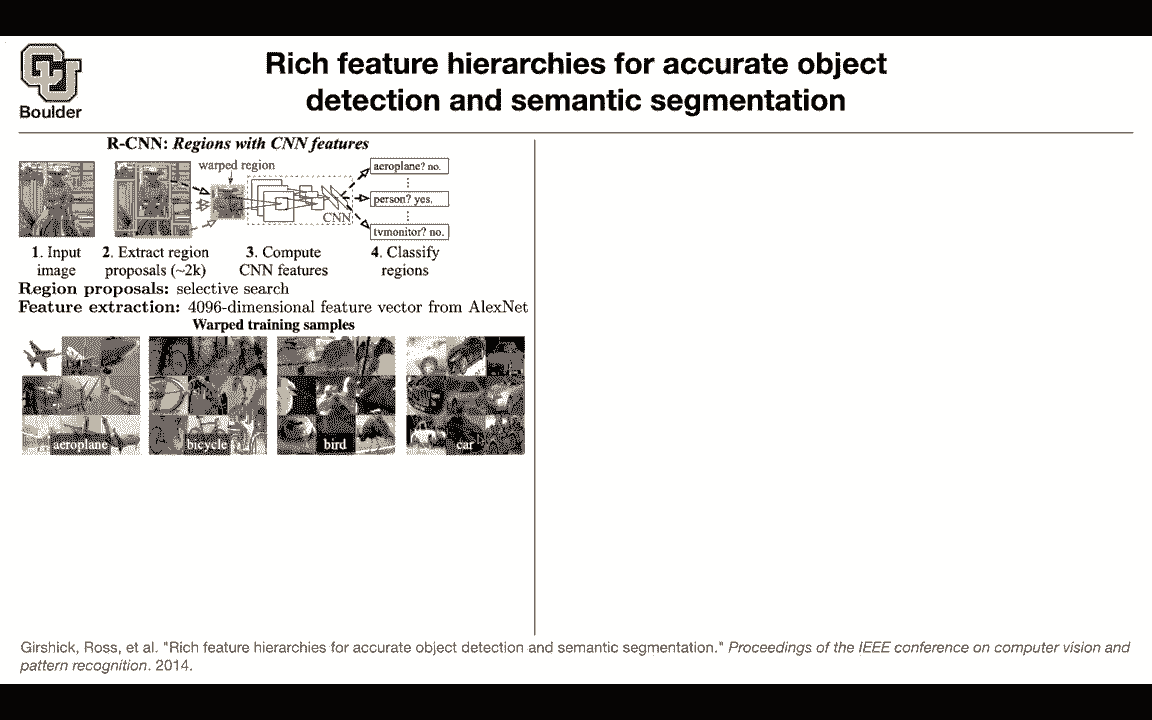 Boulder
Rich feature hierarchies for accurate object
detection and semantic segmentation
R-CNN: Regions with CNN features
warped region
aeroplane? no.
person? yes.
CNN
tvmonitor? no.
1. Input
image
2. Extract region
proposals (~2k)
3. Compute
CNN features
4. Classify
regions
Region proposals: selective search
Feature extraction: 4096-dimensional feature vector from AlexNet
Warped training samples
aeroplane
bicycle
bird
car
Girshick, Ross, et al. "Rich feature hierarchies for accurate object detection and semantic segmentation." Proceedings of the IEEE conference on computer vision and
pattern recognition. 2014.